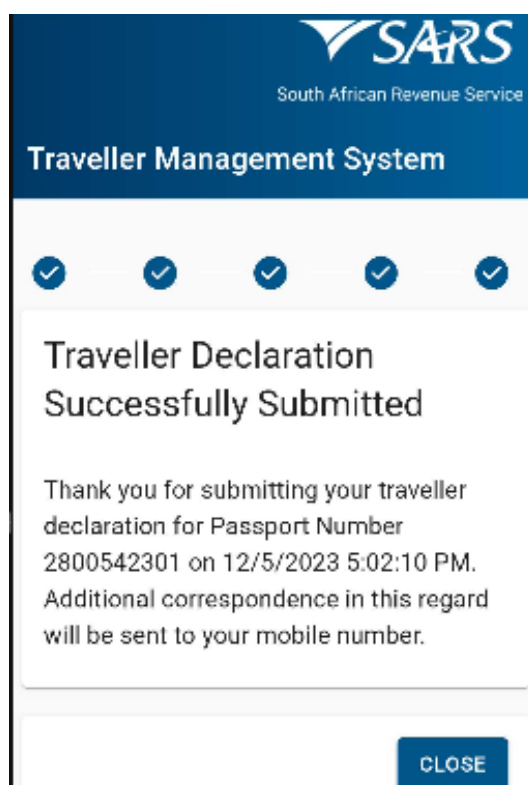 SARS
South African Revenue Service
Traveller Management System
Traveller Declaration
Successfully Submitted
Thank you for submitting your traveller
declaration for Passport Number
2800542301 on 12/5/2023 5:02:10 PM.
Additional correspondence in this regard
will be sent to your mobile number.
CLOSE